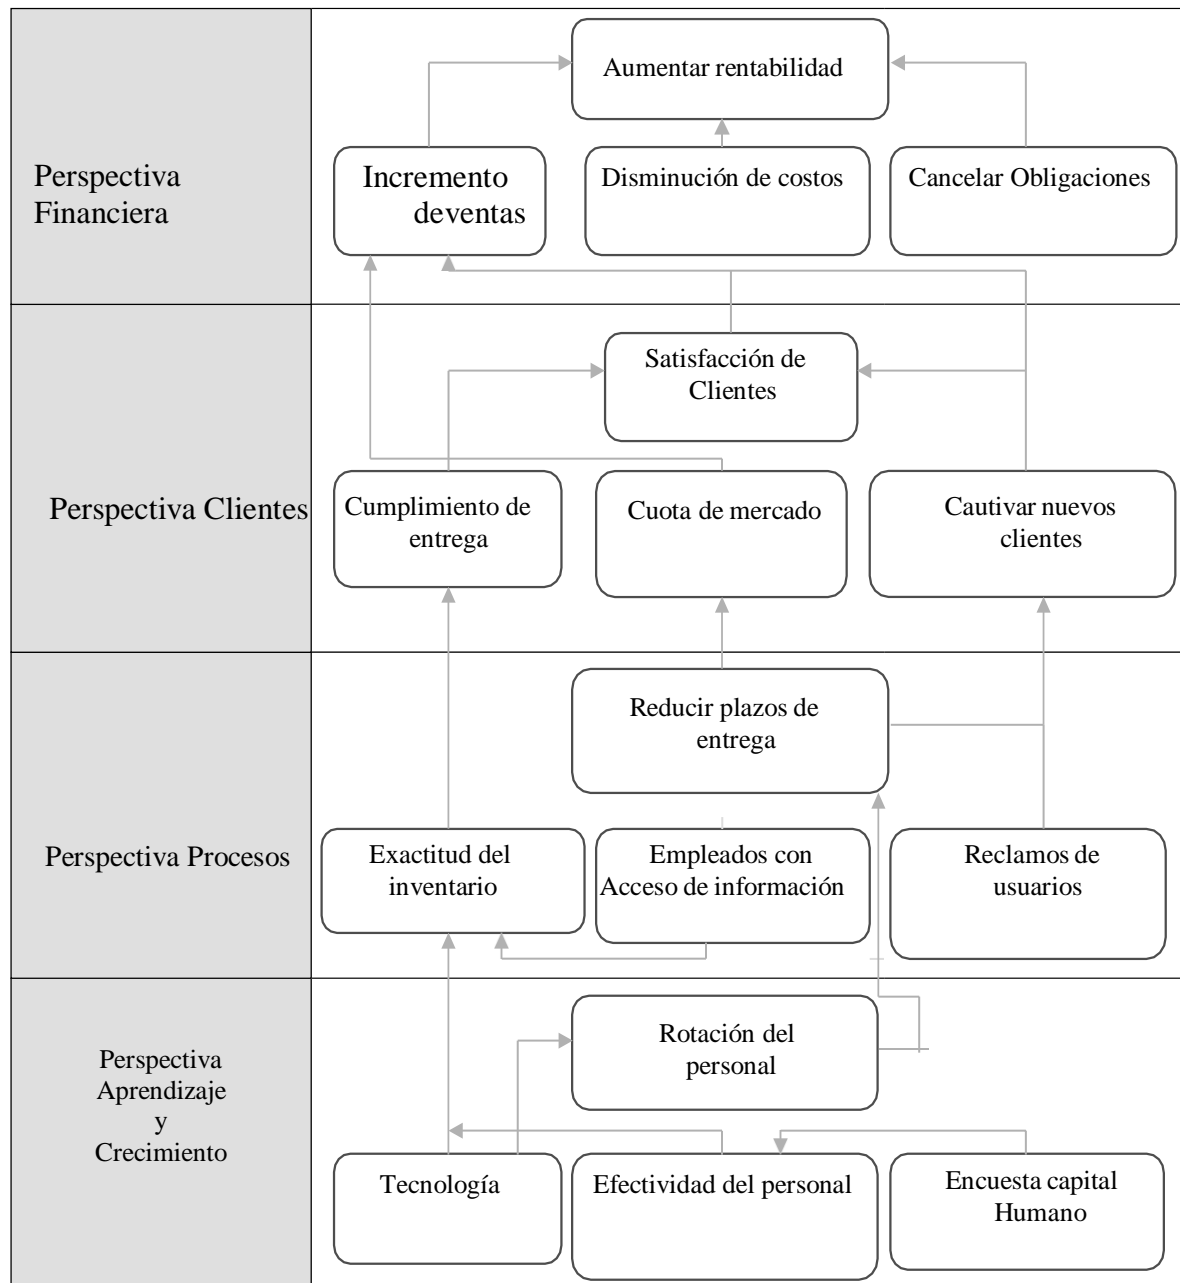 Perspectiva
Financiera
Aumentar rentabilidad
Incremento
deventas
Disminución de costos
Cancelar Obligaciones
Perspectiva Clientes
Satisfacción de
Clientes
Cumplimiento de
entrega
Cuota de mercado
Cautivar nuevos
clientes
Perspectiva Procesos
Reducir plazos de
entrega
Exactitud del
inventario
Empleados con
Acceso de información
Reclamos de
usuarios
Perspectiva
Aprendizaje
y
Crecimiento
Rotación del
personal
Tecnología
Efectividad del personal
Encuesta capital
Humano